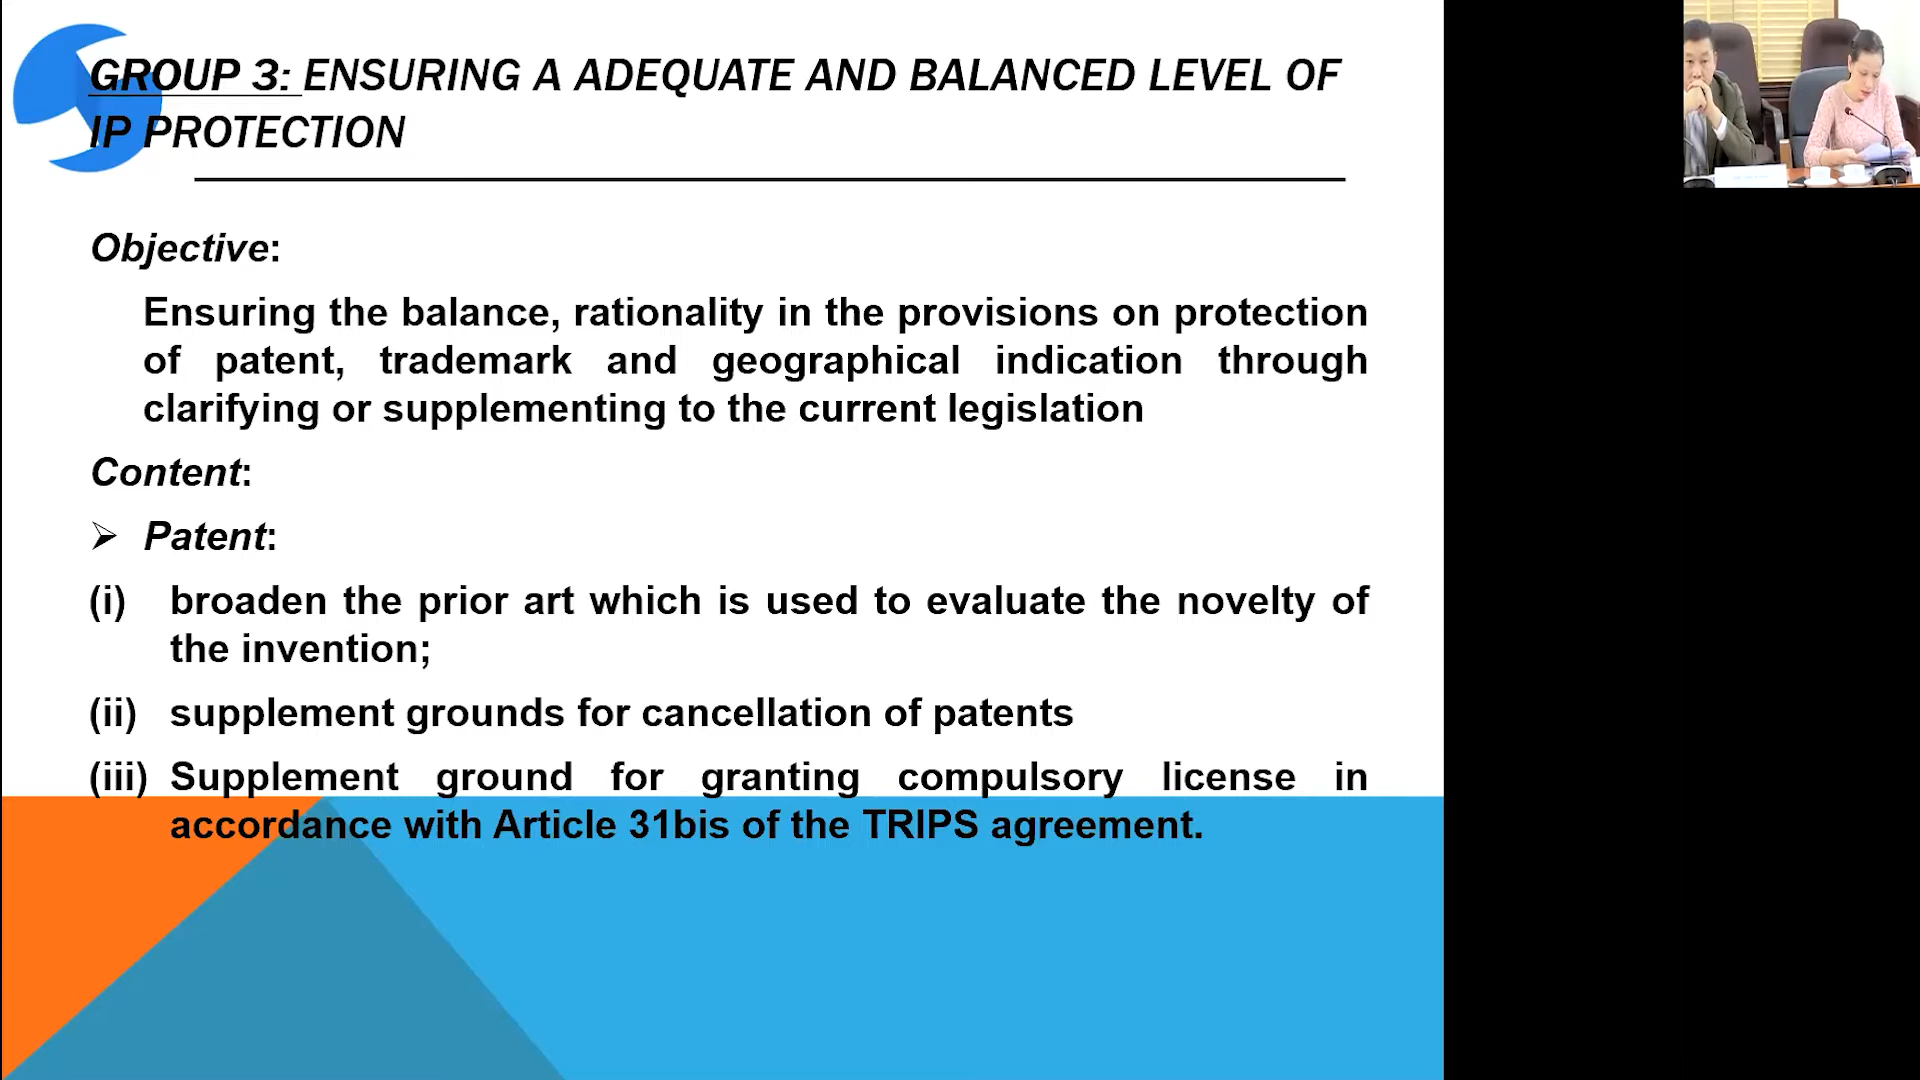 GROUP 3: ENSURING A ADEQUATE AND BALANCED LEVEL OF
IP PROTECTION
Objective:
Ensuring the balance, rationality in the provisions on protection
of patent, trademark and geographical indication through
clarifying or supplementing to the current legislation
Content:
➢ Patent:
(i) broaden the prior art which is used to evaluate the novelty of
the invention;
(ii) supplement grounds for cancellation of patents
(iii) Supplement ground for granting compulsory license in
accordance with Article 31bis of the TRIPS agreement.